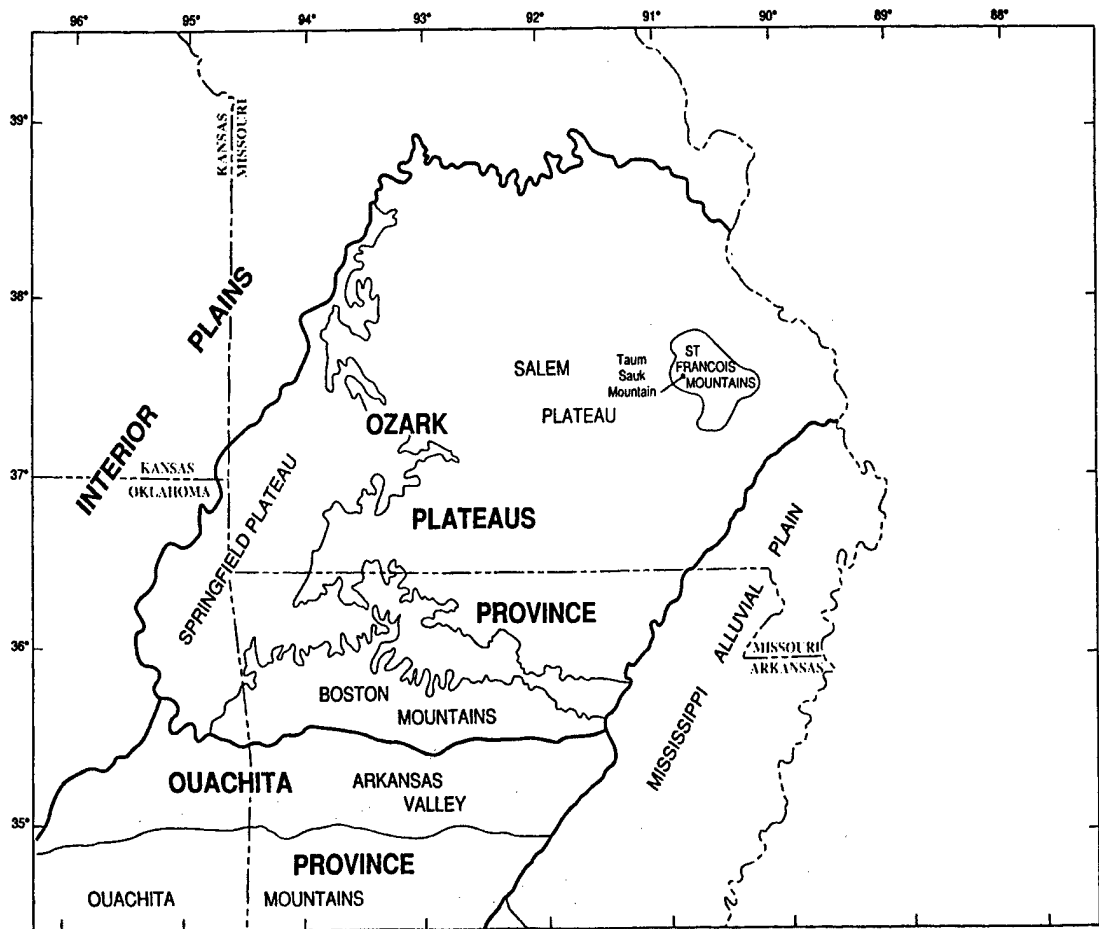 96° 95° 94° 93° 92° 91° 90° 89° 88°
39°
KANSAS
MISSOURI
38°
INTERIOR PLAINS
SALEM
PLATEAU
Taum
Sauk
Mountain
ST
FRANCOIS
MOUNTAINS
OZARK
37°
KANSAS
OKLAHOMA
SPRINGFIELD PLATEAU
PLATEAUS
PROVINCE
MISSISSIPPI ALLUVIAL PLAIN
36°
MISSOURI
ARKANSAS
BOSTON
MOUNTAINS
OUACHITA
ARKANSAS
VALLEY
35°
PROVINCE
OUACHITA MOUNTAINS